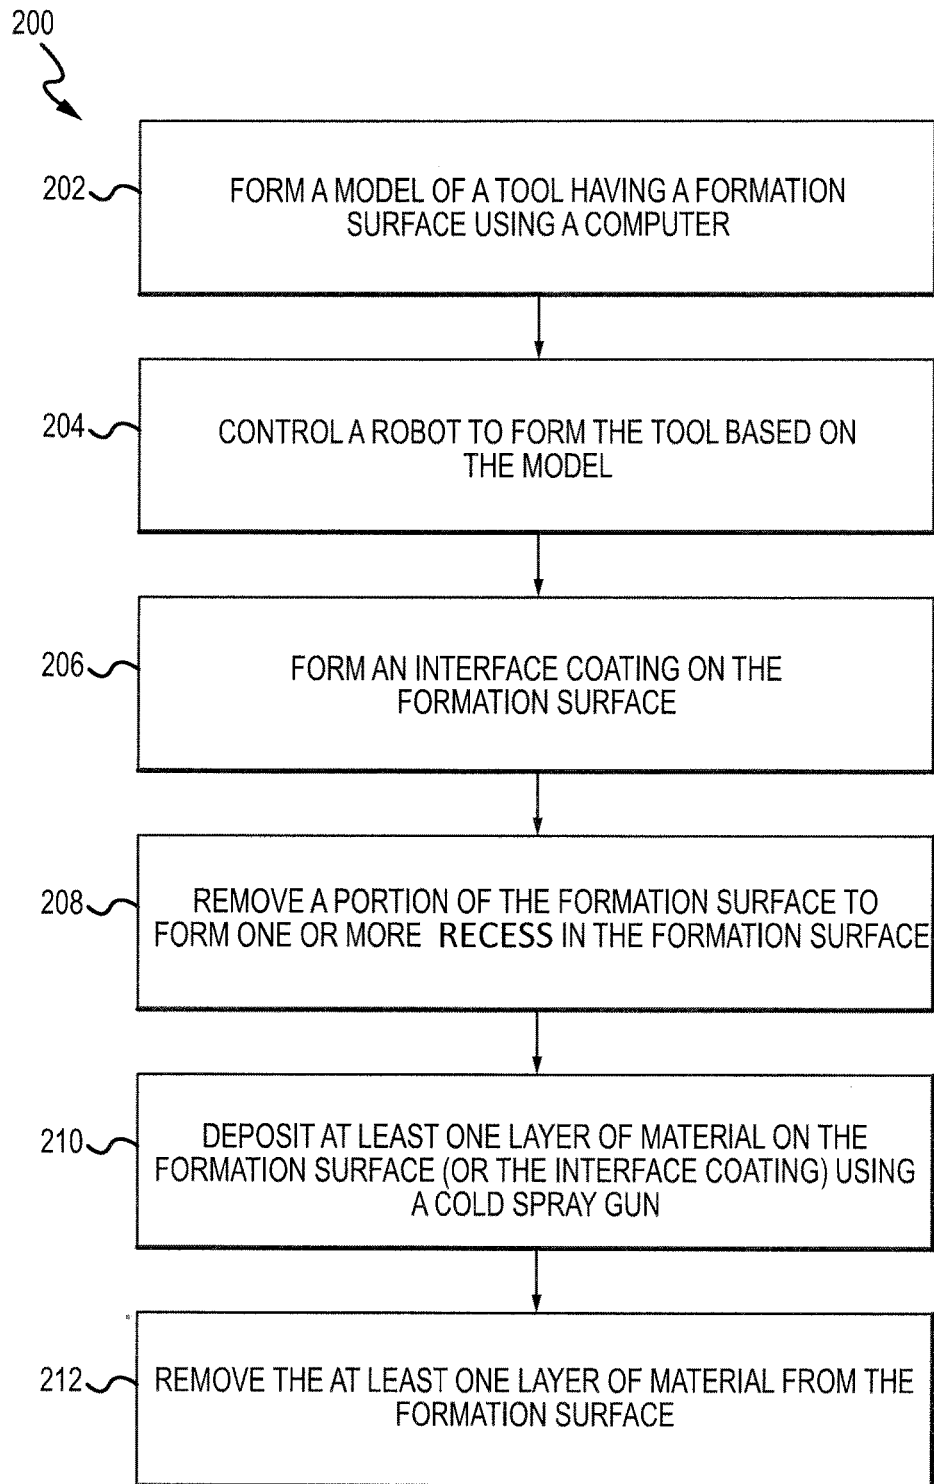 200
202
FORM A MODEL OF A TOOL HAVING A FORMATION
SURFACE USING A COMPUTER
204
CONTROL A ROBOT TO FORM THE TOOL BASED ON
THE MODEL
206
FORM AN INTERFACE COATING ON THE
FORMATION SURFACE
208
REMOVE A PORTION OF THE FORMATION SURFACE TO
FORM ONE OR MORE RECESS IN THE FORMATION SURFACE
210
DEPOSIT AT LEAST ONE LAYER OF MATERIAL ON THE
FORMATION SURFACE (OR THE INTERFACE COATING) USING
A COLD SPRAY GUN
212
REMOVE THE AT LEAST ONE LAYER OF MATERIAL FROM THE
FORMATION SURFACE